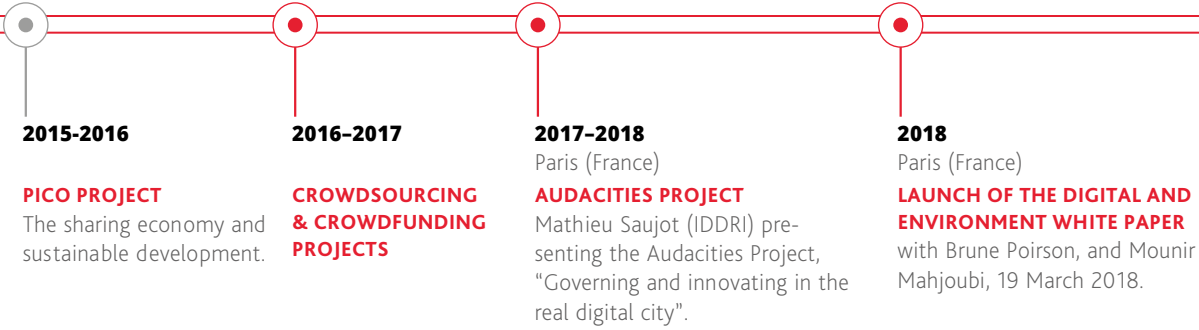 2015-2016
PICO PROJECT
The sharing economy and
sustainable development.
2016–2017
CROWDSOURCING
& CROWDFUNDING
PROJECTS
2017–2018
Paris (France)
AUDACITIES PROJECT
Mathieu Saujot (IDDRI) pre-
senting the Audacities Project,
“Governing and innovating in the
real digital city".
2018
Paris (France)
LAUNCH OF THE DIGITAL AND
ENVIRONMENT WHITE PAPER
with Brune Poirson, and Mounir
Mahjoubi, 19 March 2018.